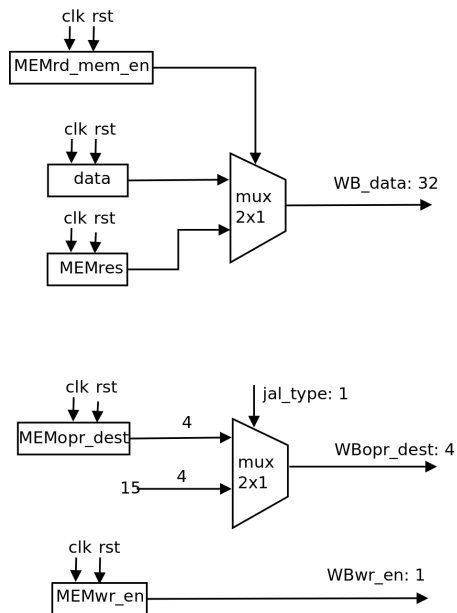 clk rst
MEMrd_mem_en
clk rst
data
mux
2x1
WB_data: 32
clk rst
MEMres
clk rst
MEMopr_dest
4
jal_type: 1
mux
2x1
WBopr_dest: 4
15
4
clk rst
MEMwr_en
WBwr_en: 1